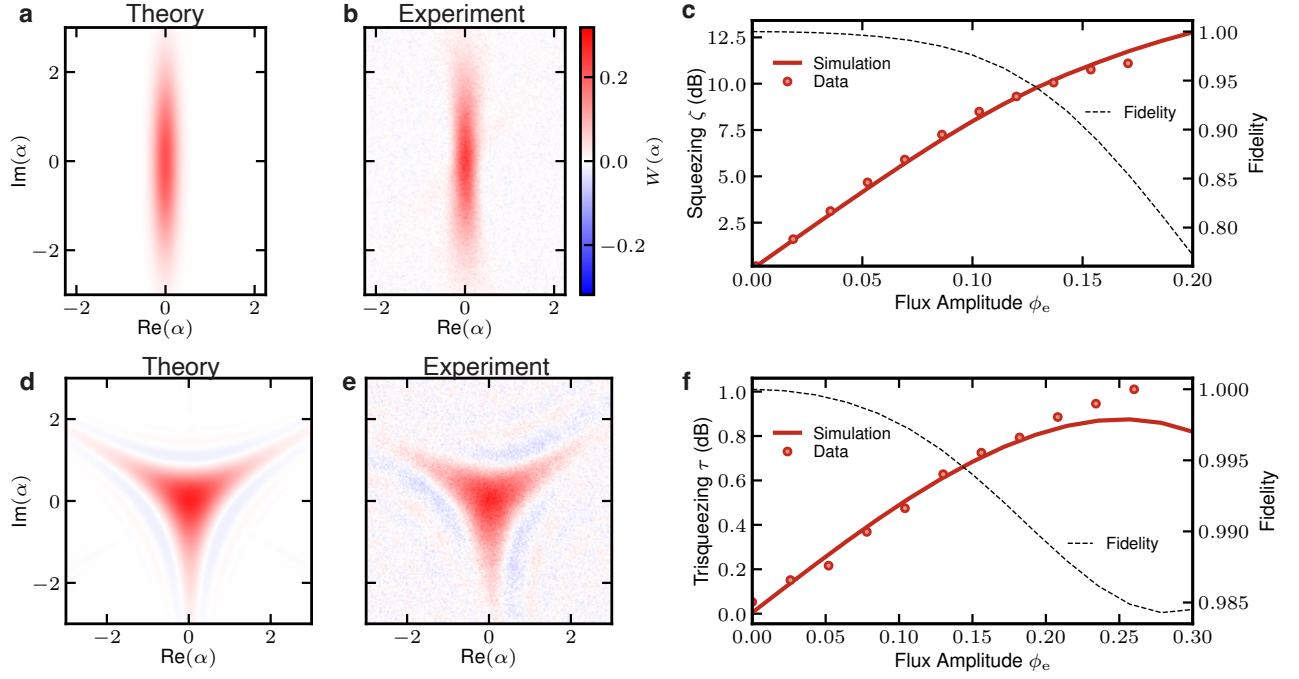 a
Theory
Im(α)
2
0
−2
−2
0
2
Re(α)
b
Experiment
−2
0
2
Re(α)
0.2
0.0
−0.2
W(α)
c
Squeezing ζ (dB)
12.5
10.0
7.5
5.0
2.5
Simulation
Data
Fidelity
1.00
0.95
0.90
0.85
0.80
Fidelity
0.00
0.05
0.10
0.15
0.20
Flux Amplitude ϕe
d
Theory
Im(α)
2
0
−2
−2
0
2
Re(α)
e
Experiment
−2
0
2
Re(α)
f
Trisqueezing τ (dB)
1.0
0.8
0.6
0.4
0.2
0.0
Simulation
Data
Fidelity
1.000
0.995
0.990
0.985
Fidelity
0.00
0.05
0.10
0.15
0.20
0.25
0.30
Flux Amplitude ϕe